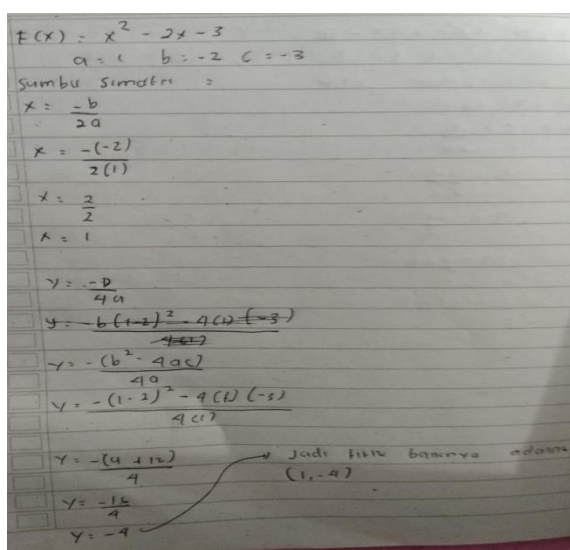 F(x) = x² - 2x - 3
a = 1 b = -2 c = -3
Sumbu Simetri =
x = -b / 2a
x = -(-2) / 2(1)
x = 2 / 2
x = 1
y = -D / 4a
y = -b(1-2)² - 4(1)(-3) / 4(1)
y = -(b² - 4ac) / 4a
y = -(1-2)² - 4(1)(-3) / 4(1)
y = -(4 + 12) / 4
y = -16 / 4
y = -4
Jadi titik baliknya adalah
(1, -4)